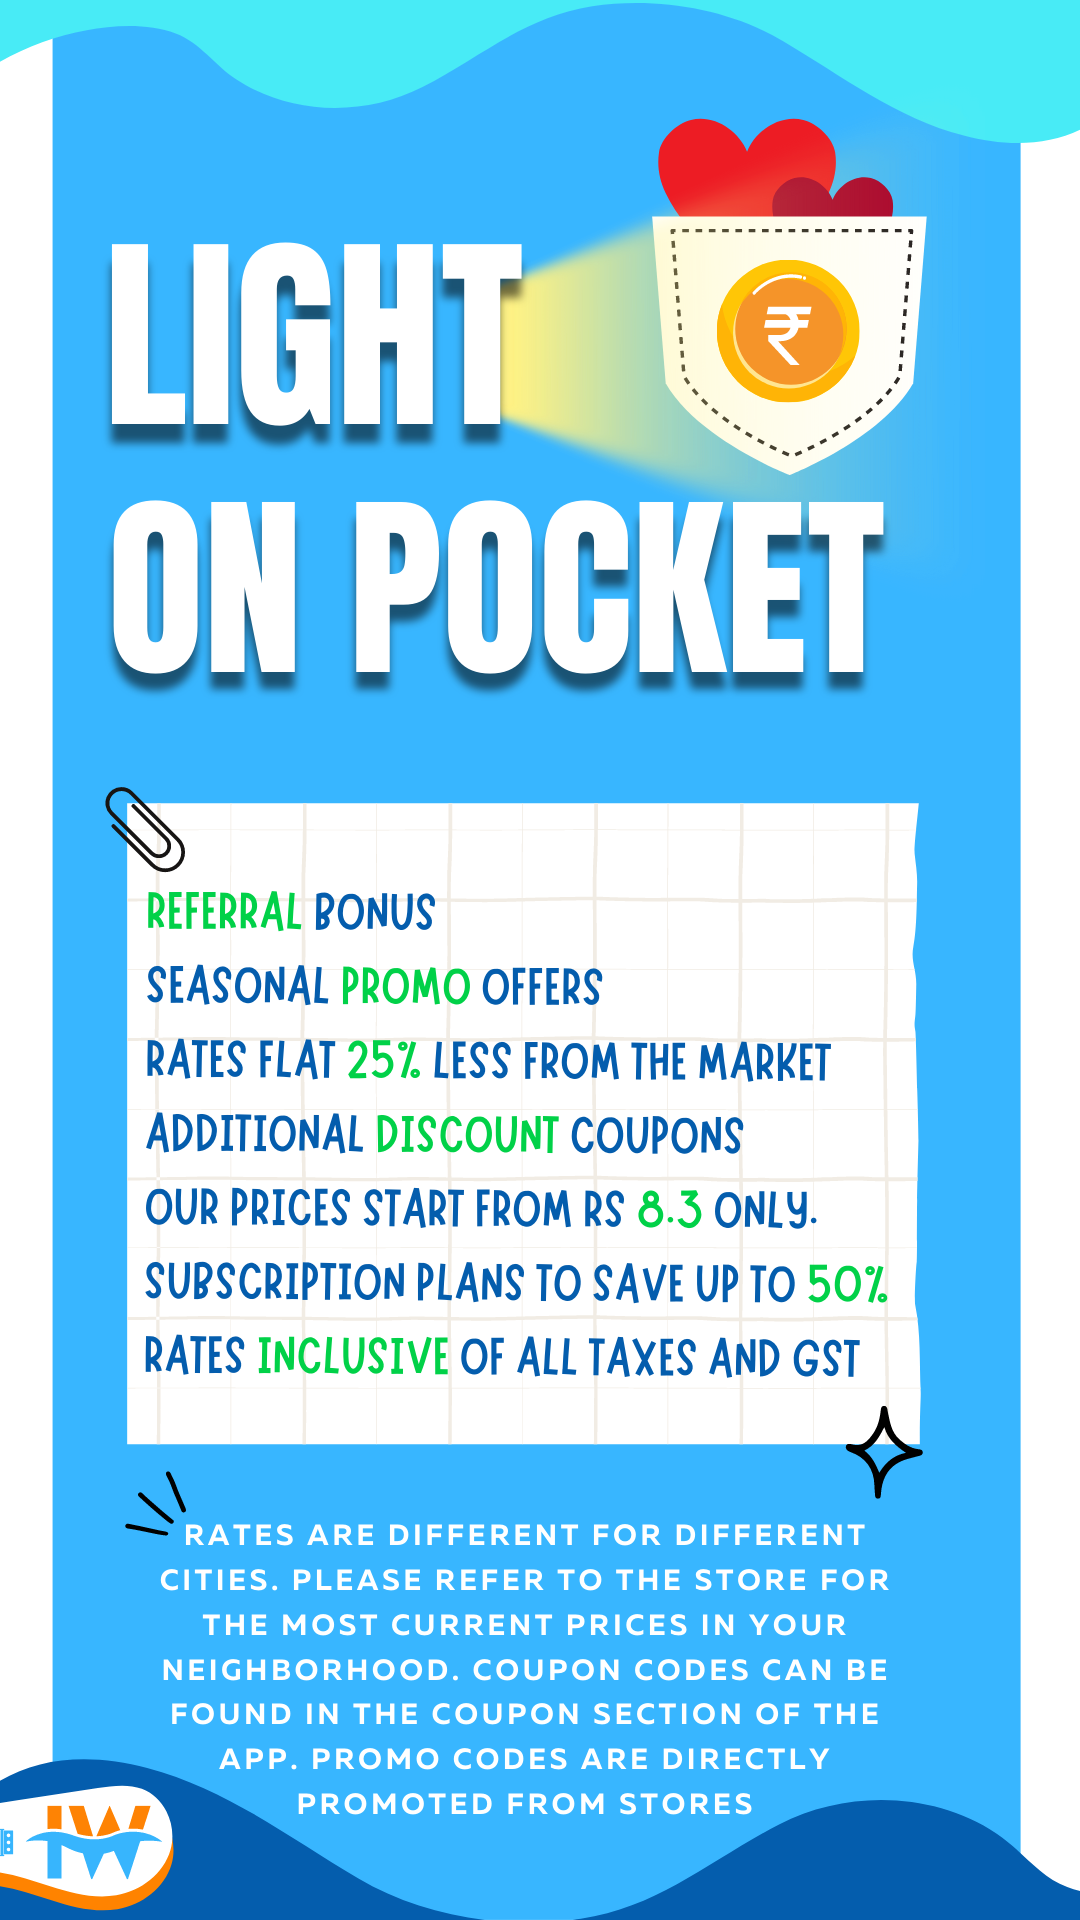 LIGHT
₹
ON POCKET
REFERRAL BONUS
SEASONAL PROMO OFFERS
RATES FLAT 25% LESS FROM THE MARKET
ADDITIONAL DISCOUNT COUPONS
OUR PRICES START FROM RS 8.3 ONLY.
SUBSCRIPTION PLANS TO SAVE UP TO 50%
RATES INCLUSIVE OF ALL TAXES AND GST
RATES ARE DIFFERENT FOR DIFFERENT
CITIES. PLEASE REFER TO THE STORE FOR
THE MOST CURRENT PRICES IN YOUR
NEIGHBORHOOD. COUPON CODES CAN BE
FOUND IN THE COUPON SECTION OF THE
APP. PROMO CODES ARE DIRECTLY
PROMOTED FROM STORES
IW